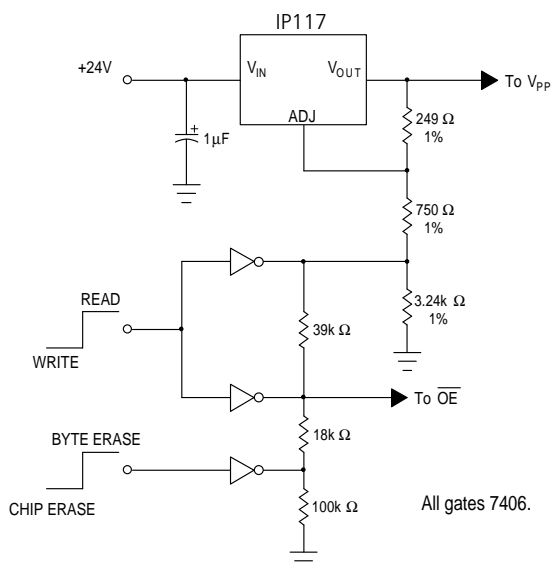 IP117
+24V
VIN
VOUT
To VPP
ADJ
+
1µF
249 Ω
1%
750 Ω
1%
READ
3.24k Ω
1%
39k Ω
WRITE
To OE
BYTE ERASE
18k Ω
CHIP ERASE
100k Ω
All gates 7406.